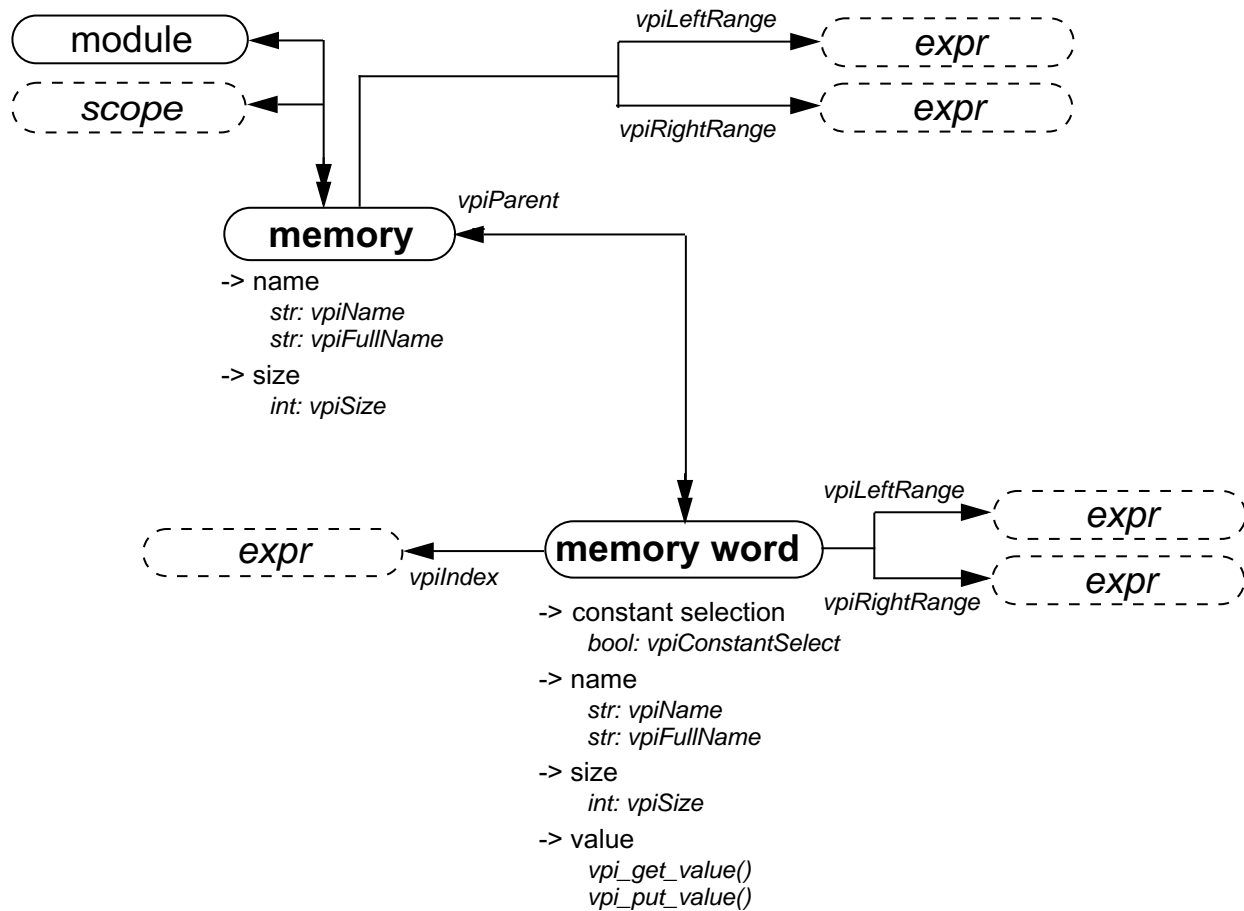 module
vpiLeftRange
expr
scope
vpiRightRange
expr
vpiParent
memory
-> name
str: vpiName
str: vpiFullName
-> size
int: vpiSize
vpiLeftRange
expr
expr
vpiIndex
memory word
vpiRightRange
expr
-> constant selection
bool: vpiConstantSelect
-> name
str: vpiName
str: vpiFullName
-> size
int: vpiSize
-> value
vpi_get_value()
vpi_put_value()